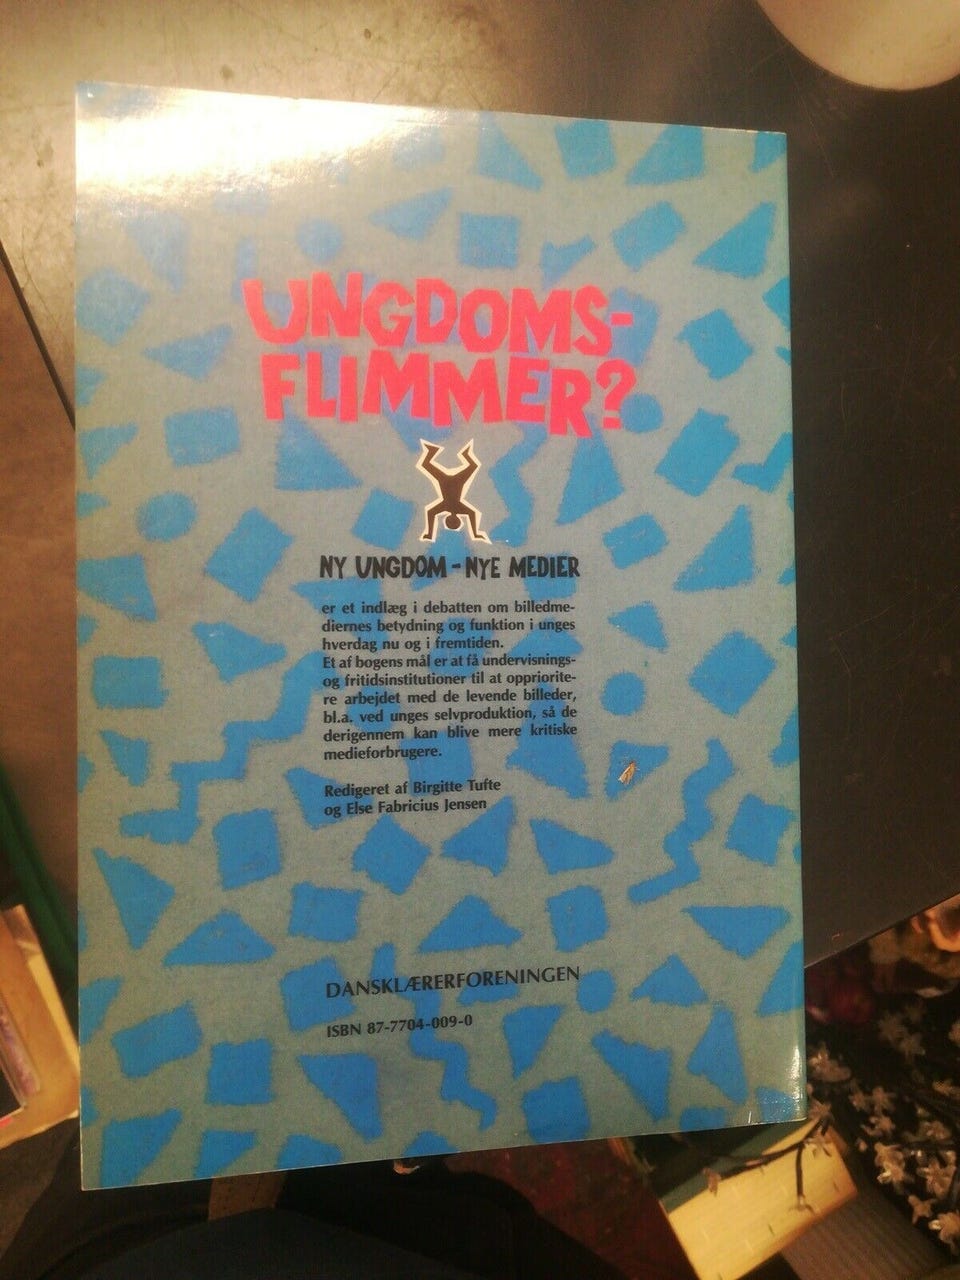 UNGDOMS-
FLIMMER?
NY UNGDOM - NYE MEDIER
er et indlæg i debatten om billedme-
diernes betydning og funktion i unges
hverdag nu og i fremtiden.
Et af bogens mål er at få undervisnings-
og fritidsinstitutioner til at opprioritere-
re arbejdet med de levende billeder,
bl.a. ved unges selvproduktion, så de
derigennem kan blive mere kritiske
medieforbrugere.
Redigeret af Birgitte Tufte
og Else Fabricius Jensen
DANSKLÆRERFORENINGEN
ISBN 87-7704-009-0